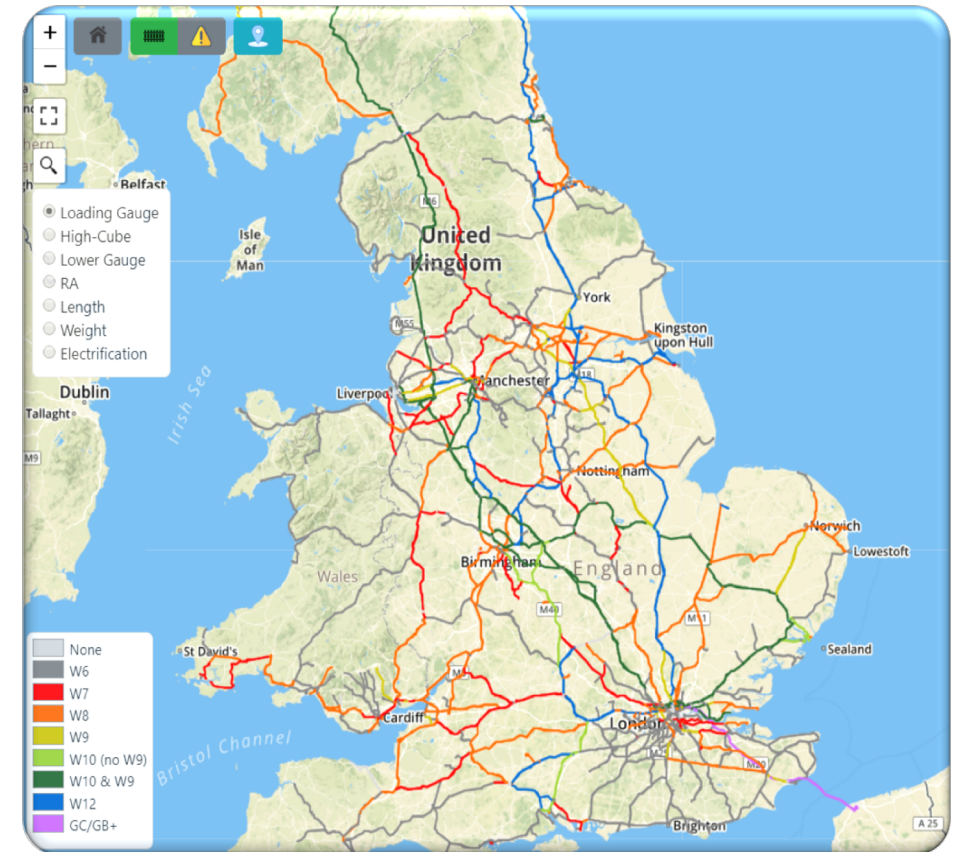 +
−
Belfast
M6
Isle
of
Man
United
Kingdom
Loading Gauge
High-Cube
Lower Gauge
RA
Length
Weight
Electrification
York
M55
Kingston
upon Hull
Dublin
Tallaght
Irish Sea
Liverpool
Manchester
18
M9
Nottingham
Norwich
Lowestoft
Birmingham
England
Wales
M40
M11
St David's
Sealand
None
W6
W7
W8
W9
W10 (no W9)
W10 & W9
W12
GC/GB+
Cardiff
London
Bristol Channel
M20
Brighton
A 25